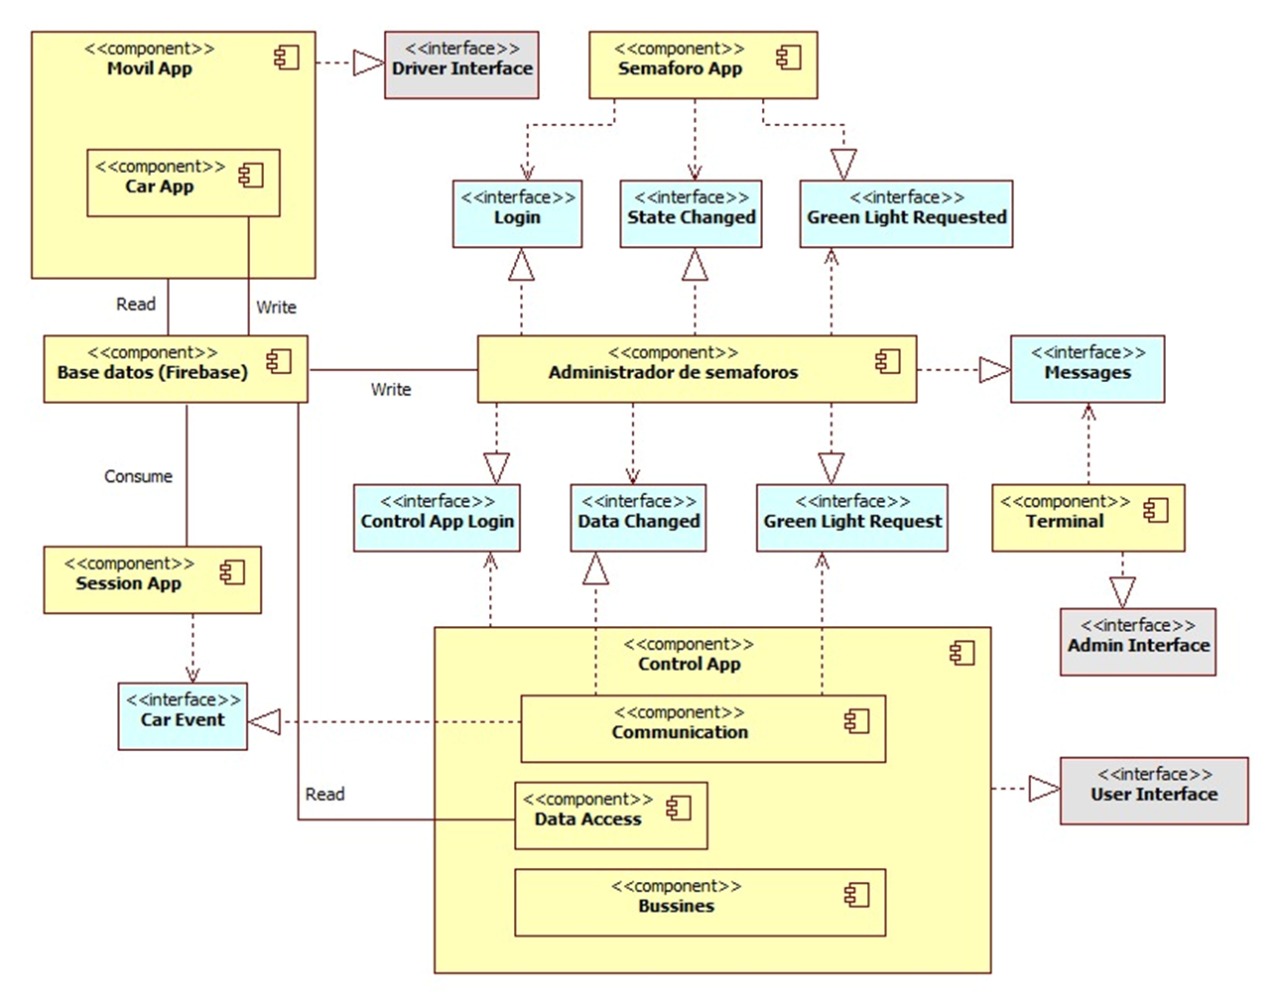 <<component>>
Movil App
<<interface>>
Driver Interface
<<component>>
Semaforo App
<<component>>
Car App
<<interface>>
Login
<<interface>>
State Changed
<<interface>>
Green Light Requested
Read
Write
<<component>>
Base datos (Firebase)
Write
<<component>>
Administrador de semaforos
<<interface>>
Messages
Consume
<<interface>>
Control App Login
<<interface>>
Data Changed
<<interface>>
Green Light Request
<<component>>
Terminal
<<component>>
Session App
<<interface>>
Admin Interface
<<component>>
Control App
<<interface>>
Car Event
<<component>>
Communication
<<interface>>
User Interface
Read
<<component>>
Data Access
<<component>>
Bussines